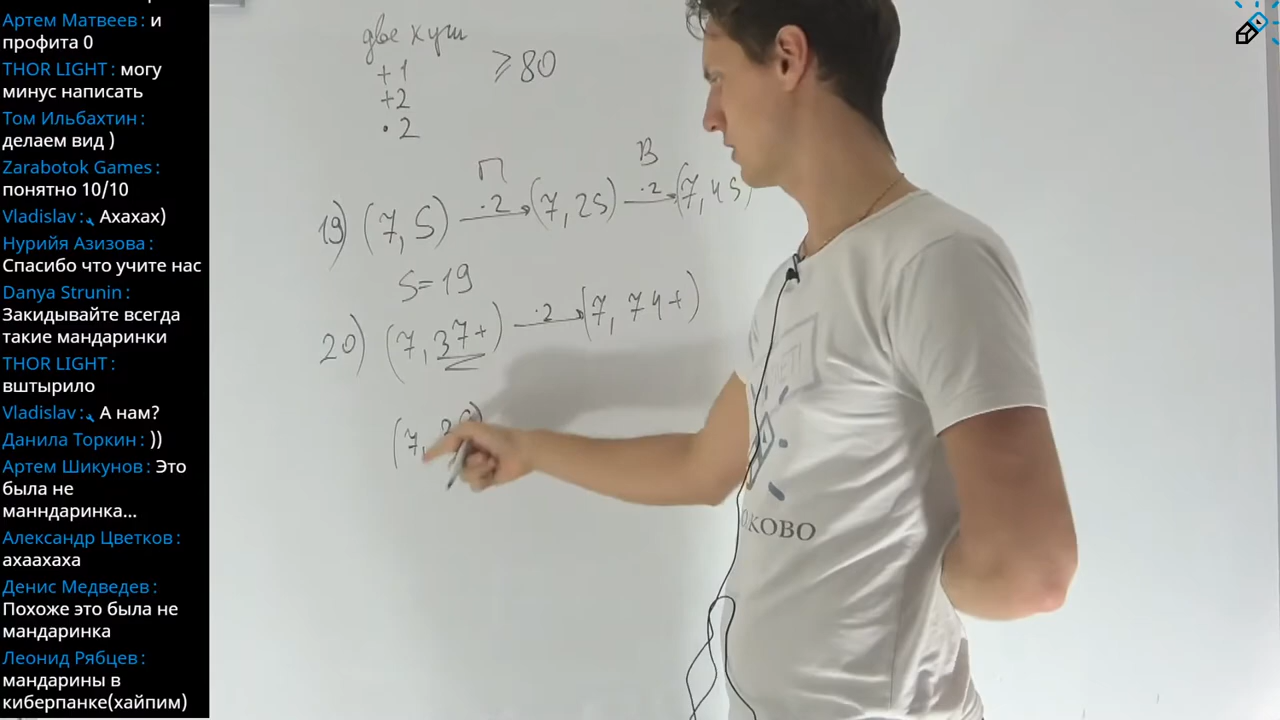 Артем Матвеев: и
профита 0
THOR LIGHT: могу
минус написать
Том Ильбахтин:
делаем вид )
Zarabotok Games:
понятно 10/10
Vladislav: Ахахах)
Нурийя Азизова:
Спасибо что учите нас
Danya Strunin:
Закидывайте всегда
такие мандаринки
THOR LIGHT:
вштырило
Vladislav: А нам?
Данила Торкин: ))
Артем Шикунов: Это
была не
манндаринка...
Александр Цветков:
ахаахаха
Денис Медведев:
Похоже это была не
мандаринка
Леонид Рябцев:
мандарины в
киберпанке(хайпим)
две кучи
+1
+2
·2
≥80
П
В
19) (7, S) ·2 (7, 2S) ·2 (7, 4S)
S=19
20) (7, 37+) ·2 (7, 74+)
(7,
КОВО